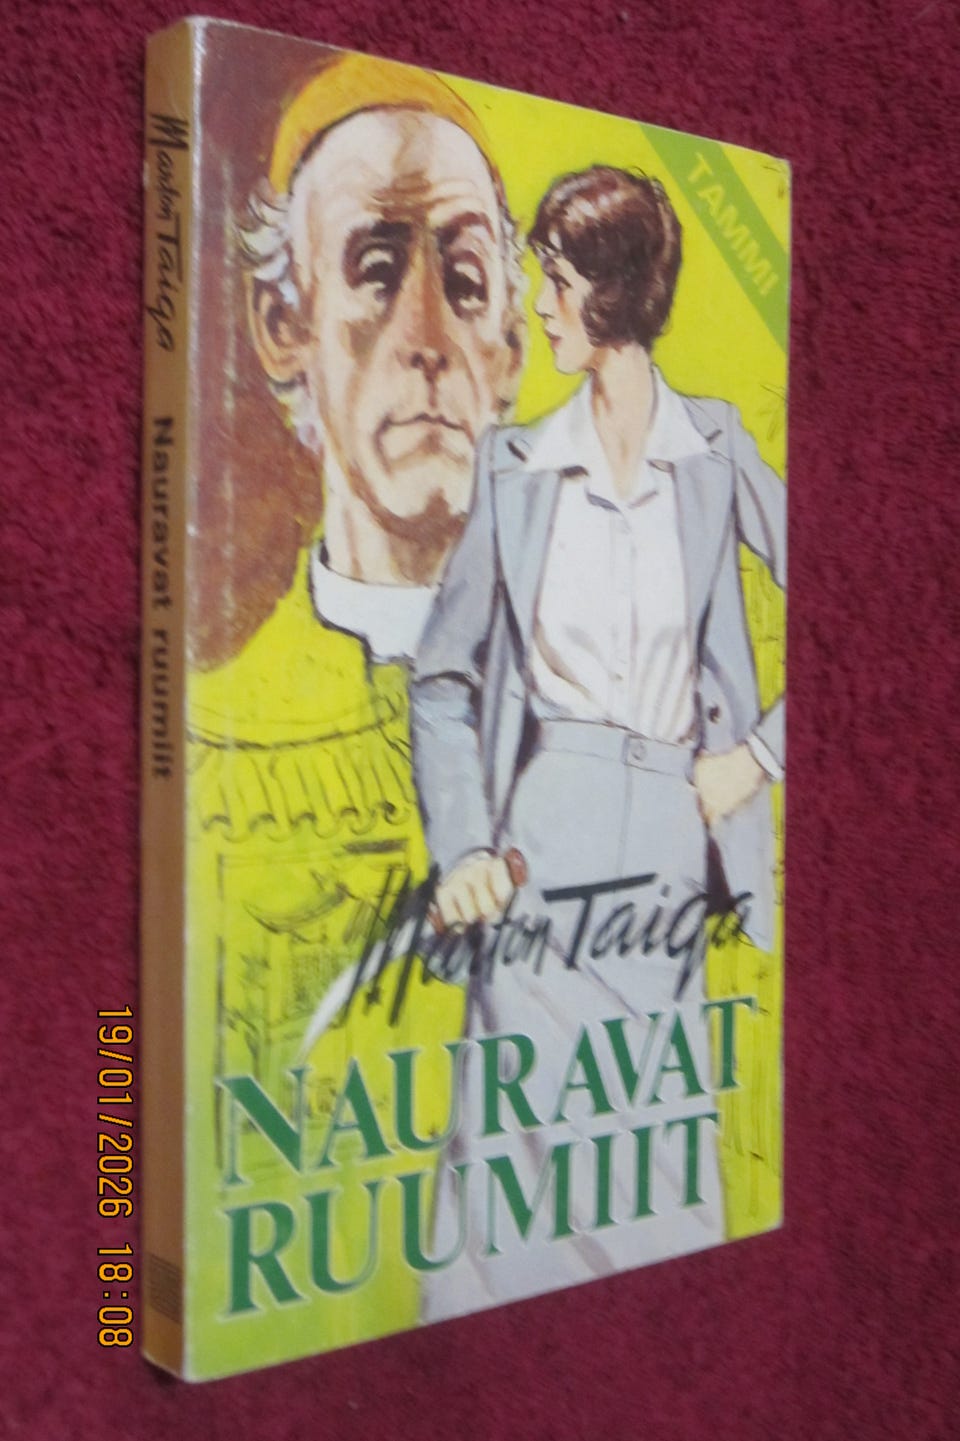 Marton Taiga Nauravat ruumiit
TAMMI
Marton Taiga
NAURAVAT
RUUMIIT
19/01/2026 18:08